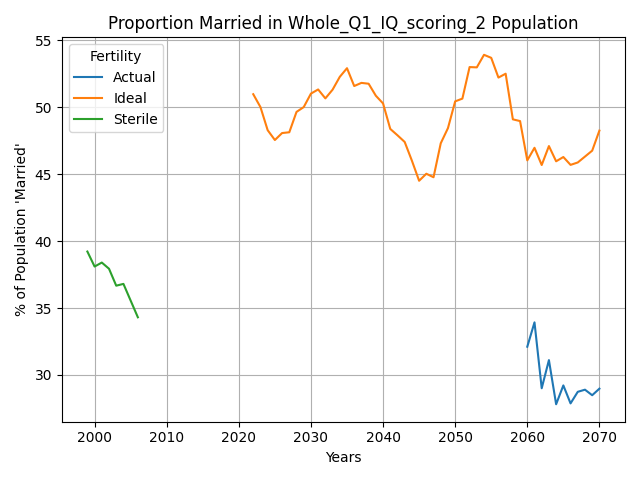 Proportion Married in Whole_Q1_IQ_scoring_2 Population
% of Population 'Married'
55
50
45
40
35
30
Fertility
Actual
Ideal
Sterile
2000 2010 2020 2030 2040 2050 2060 2070
Years